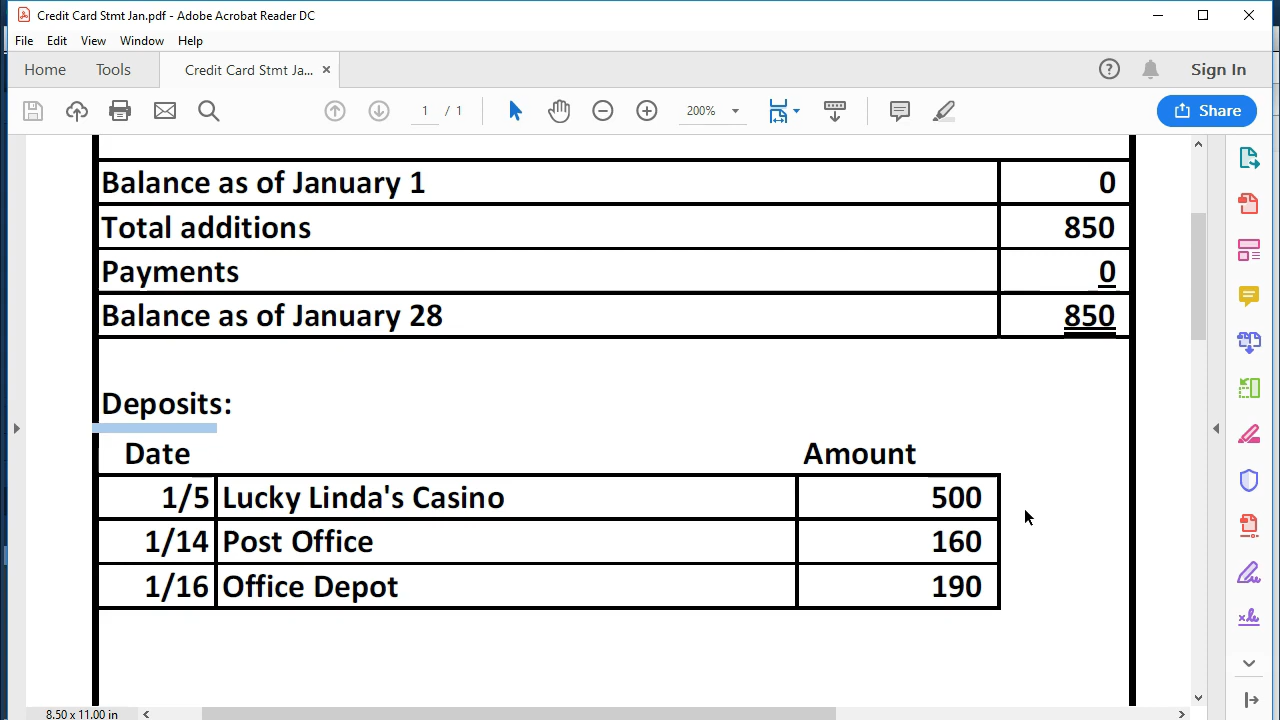 Credit Card Stmt Jan.pdf - Adobe Acrobat Reader DC
File Edit View Window Help
Home Tools Credit Card Stmt Ja... × Sign In
1 / 1 200% Share
Balance as of January 1 0
Total additions 850
Payments 0
Balance as of January 28 850
Deposits:
Date Amount
1/5 Lucky Linda's Casino 500
1/14 Post Office 160
1/16 Office Depot 190
8.50 x 11.00 in